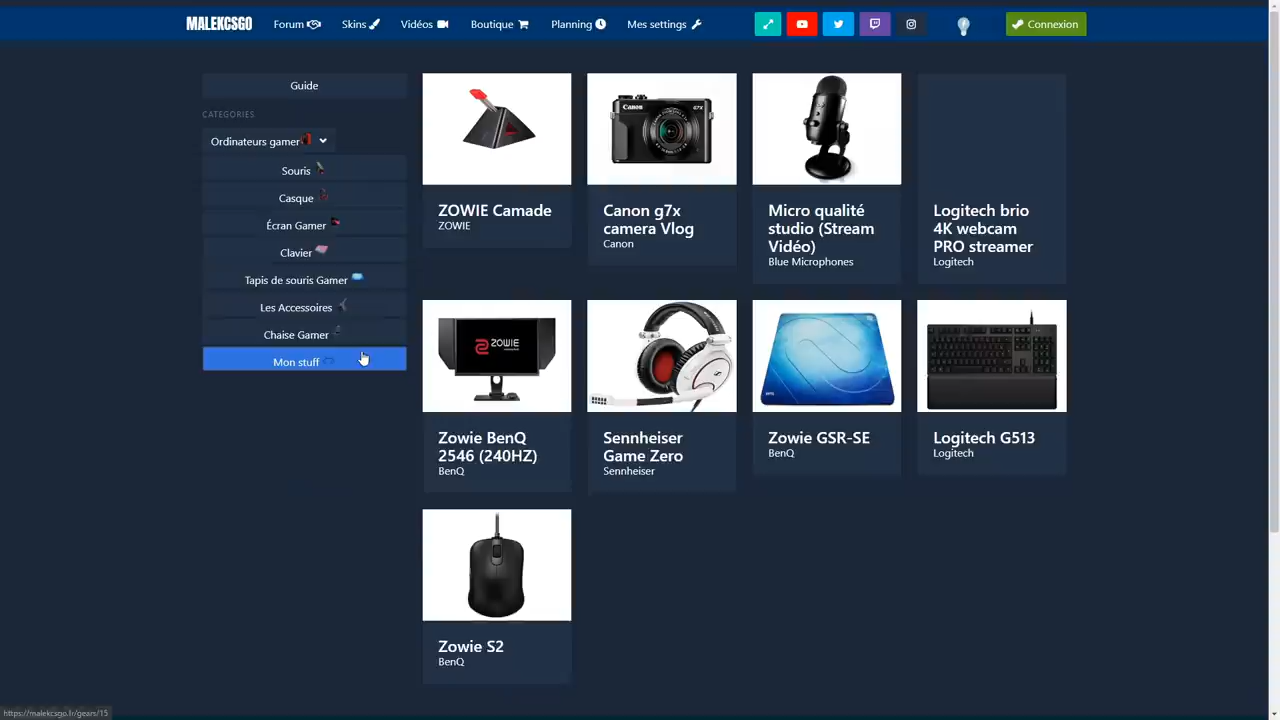 MALEKCSGO
Forum
Skins
Vidéos
Boutique
Planning
Mes settings
Connexion
Guide
CATEGORIES
Ordinateurs gamer
Souris
Casque
Écran Gamer
Clavier
Tapis de souris Gamer
Les Accessoires
Chaise Gamer
Mon stuff
ZOWIE Camade
ZOWIE
Canon
G7X
Canon g7x
camera Vlog
Canon
Micro qualité
studio (Stream
Vidéo)
Blue Microphones
Logitech brio
4K webcam
PRO streamer
Logitech
ZOWIE
Zowie BenQ
2546 (240HZ)
BenQ
Sennheiser
Game Zero
Sennheiser
Zowie GSR-SE
BenQ
Logitech G513
Logitech
Zowie S2
BenQ
https://malekcsgo.fr/gears/15